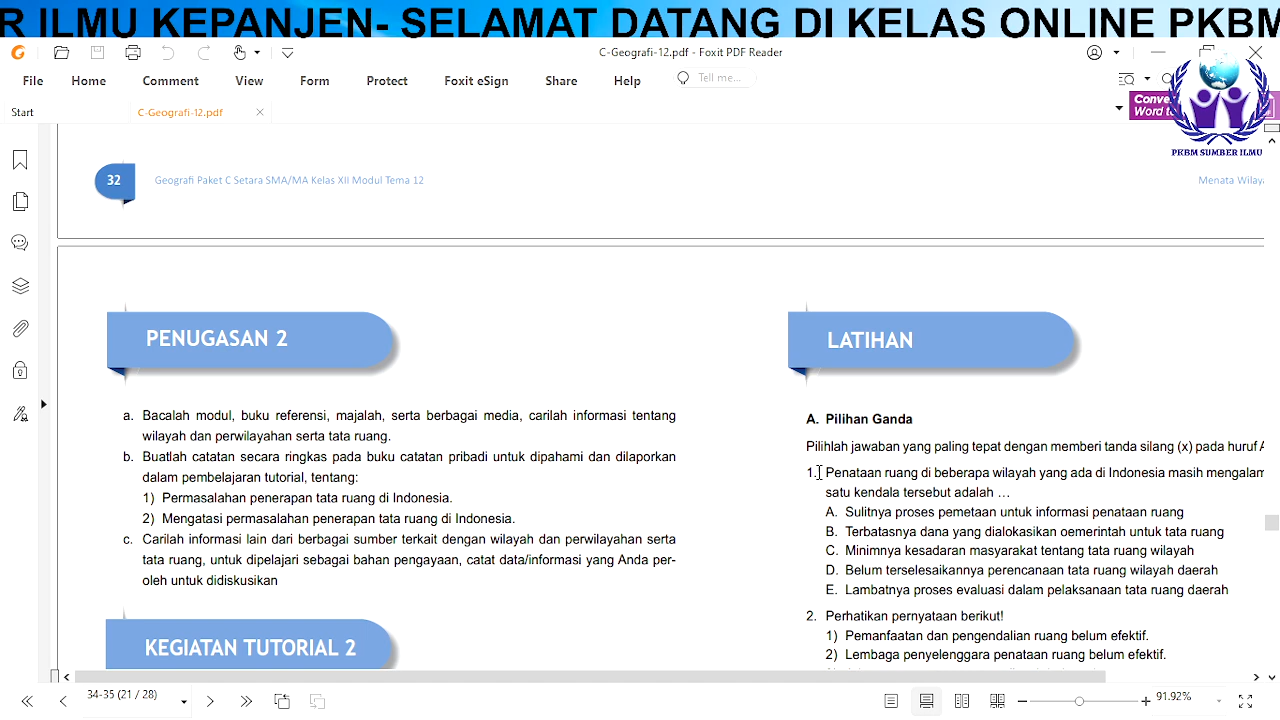 R ILMU KEPANJEN- SELAMAT DATANG DI KELAS ONLINE PKBM
C-Geografi-12.pdf - Foxit PDF Reader
File Home Comment View Form Protect Foxit eSign Share Help Tell me...
Start C-Geografi-12.pdf
Conve
Word t
PKBM SUMBER ILMU
32 Geografi Paket C Setara SMA/MA Kelas XII Modul Tema 12
Menata Wilaya
PENUGASAN 2
a. Bacalah modul, buku referensi, majalah, serta berbagai media, carilah informasi tentang
wilayah dan perwilayahan serta tata ruang.
b. Buatlah catatan secara ringkas pada buku catatan pribadi untuk dipahami dan dilaporkan
dalam pembelajaran tutorial, tentang:
1) Permasalahan penerapan tata ruang di Indonesia.
2) Mengatasi permasalahan penerapan tata ruang di Indonesia.
c. Carilah informasi lain dari berbagai sumber terkait dengan wilayah dan perwilayahan serta
tata ruang, untuk dipelajari sebagai bahan pengayaan, catat data/informasi yang Anda per-
oleh untuk didiskusikan
KEGIATAN TUTORIAL 2
LATIHAN
A. Pilihan Ganda
Pilihlah jawaban yang paling tepat dengan memberi tanda silang (x) pada huruf A
1. Penataan ruang di beberapa wilayah yang ada di Indonesia masih mengalam
satu kendala tersebut adalah …
A. Sulitnya proses pemetaan untuk informasi penataan ruang
B. Terbatasnya dana yang dialokasikan oemerintah untuk tata ruang
C. Minimnya kesadaran masyarakat tentang tata ruang wilayah
D. Belum terselesaikannya perencanaan tata ruang wilayah daerah
E. Lambatnya proses evaluasi dalam pelaksanaan tata ruang daerah
2. Perhatikan pernyataan berikut!
1) Pemanfaatan dan pengendalian ruang belum efektif.
2) Lembaga penyelenggara penataan ruang belum efektif.
34-35 (21 / 28)
91.92%